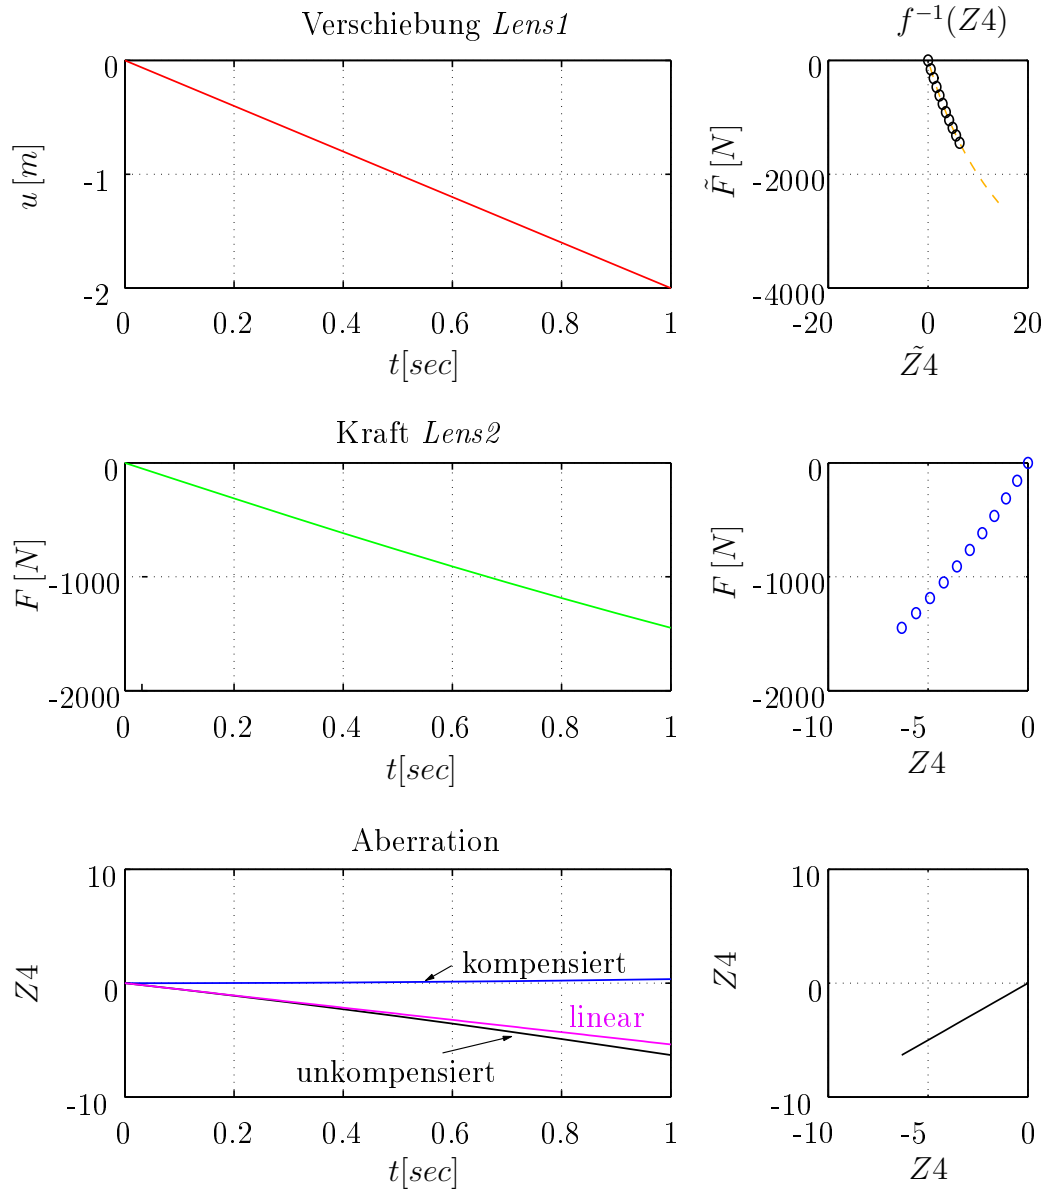 Verschiebung Lens1
0
-1
-2
u [m]
0
0.2
0.4
0.6
0.8
1
t[sec]
f⁻¹(Z4)
0
-2000
-4000
F̃ [N]
-20
0
20
Z̃4
Kraft Lens2
0
-1000
-2000
F [N]
0
0.2
0.4
0.6
0.8
1
t[sec]
0
-1000
-2000
F [N]
-10
-5
0
Z4
Aberration
10
0
-10
Z4
kompensiert
linear
unkompensiert
0
0.2
0.4
0.6
0.8
1
t[sec]
10
0
-10
Z4
-10
-5
0
Z4